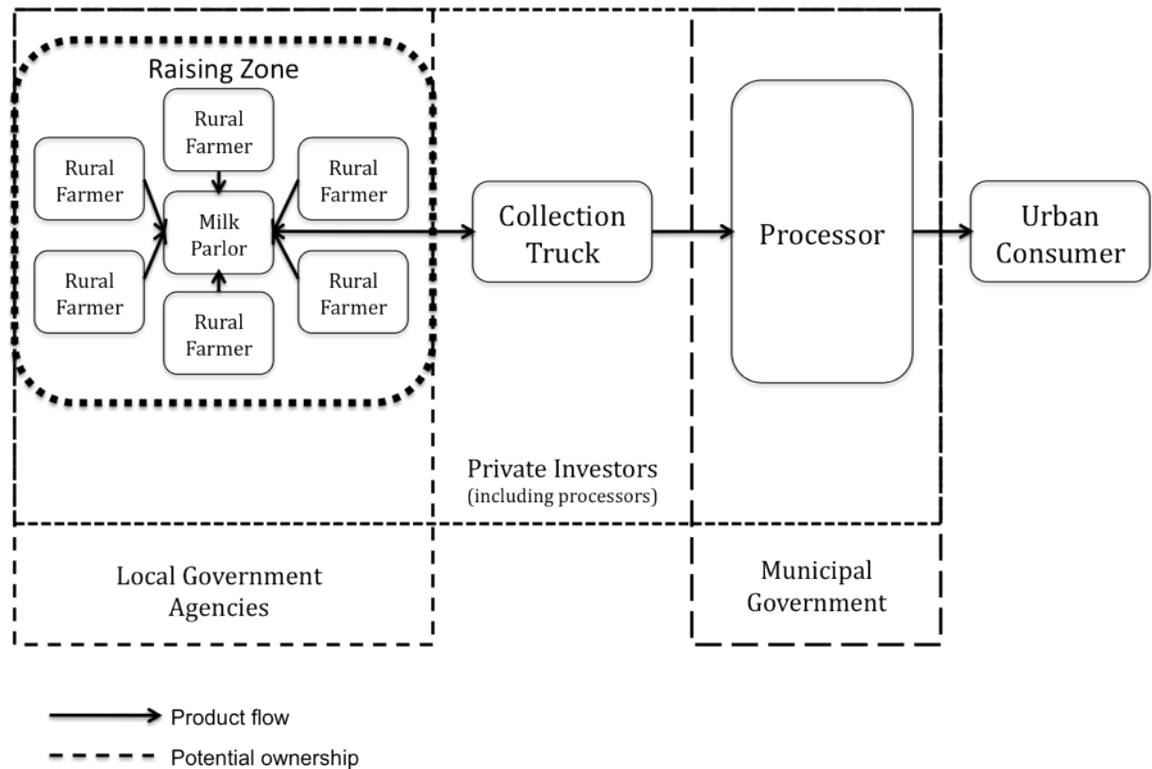 Raising Zone
Rural
Farmer
Rural
Farmer
Rural
Farmer
Milk
Parlor
Rural
Farmer
Rural
Farmer
Rural
Farmer
Collection
Truck
Processor
Urban
Consumer
Private Investors
(including processors)
Local Government
Agencies
Municipal
Government
Product flow
Potential ownership